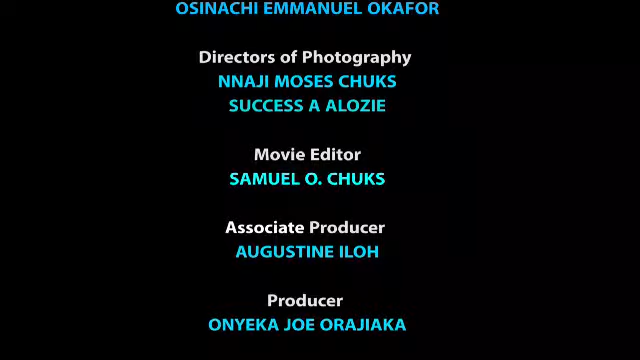 OSINACHI EMMANUEL OKAFOR
Directors of Photography
NNAJI MOSES CHUKS
SUCCESS A ALOZIE
Movie Editor
SAMUEL O. CHUKS
Associate Producer
AUGUSTINE ILOH
Producer
ONYEKA JOE ORAJIAKA